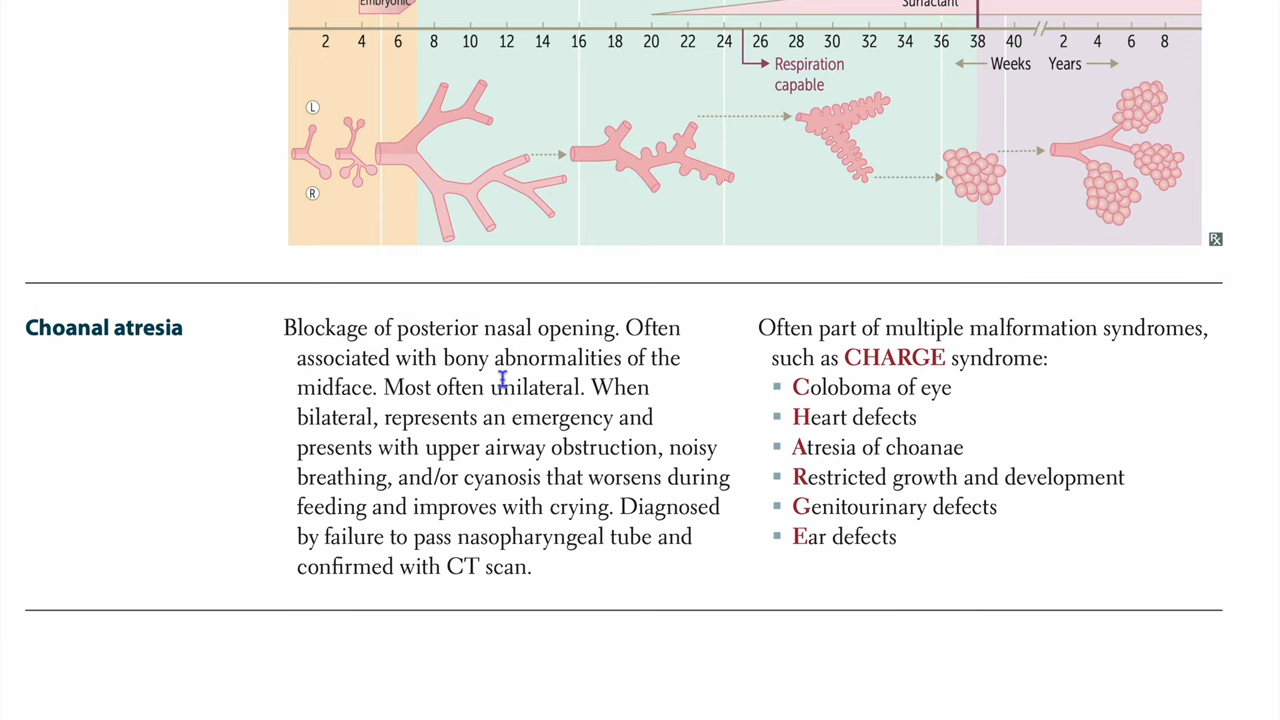 Embryonic
Surfactant
2 4 6 8 10 12 14 16 18 20 22 24 26 28 30 32 34 36 38 40 2 4 6 8
Respiration
capable
Weeks Years
L
R
Rx
Choanal atresia
Blockage of posterior nasal opening. Often
associated with bony abnormalities of the
midface. Most often unilateral. When
bilateral, represents an emergency and
presents with upper airway obstruction, noisy
breathing, and/or cyanosis that worsens during
feeding and improves with crying. Diagnosed
by failure to pass nasopharyngeal tube and
confirmed with CT scan.
Often part of multiple malformation syndromes,
such as CHARGE syndrome:
Coloboma of eye
Heart defects
Atresia of choanae
Restricted growth and development
Genitourinary defects
Ear defects